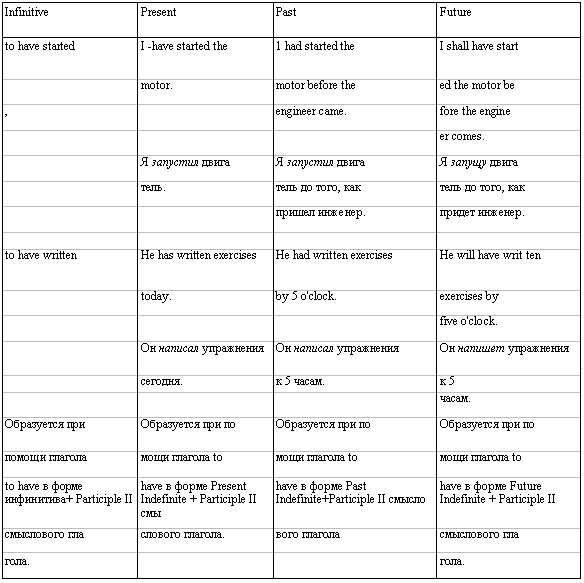 Infinitive Present Past Future
to have started I -have started the 1 had started the I shall have start
motor. motor before the ed the motor be
, engineer came. fore the engine
er comes.
Я запустил двига Я запустил двига Я запущу двига
тель. тель до того, как тель до того, как
пришел инженер. придет инженер.
to have written He has written exercises He had written exercises He will have writ ten
today. by 5 o'clock. exercises by
five o'clock.
Он написал упражнения Он написал упражнения Он напишет упражнения
сегодня. к 5 часам. к 5
часам.
Образуется при Образуется при по Образуется при по Образуется при по
помощи глагола мощи глагола to мощи глагола to мощи глагола to
to have в форме have в форме Present have в форме Past have в форме Future
инфинитива+ Participle II Indefinite + Participle II Indefinite+Participle II смысло Indefinite + Participle II
смы
смыслового гла слового глагола. вого глагола смыслового гла
гола. гола.